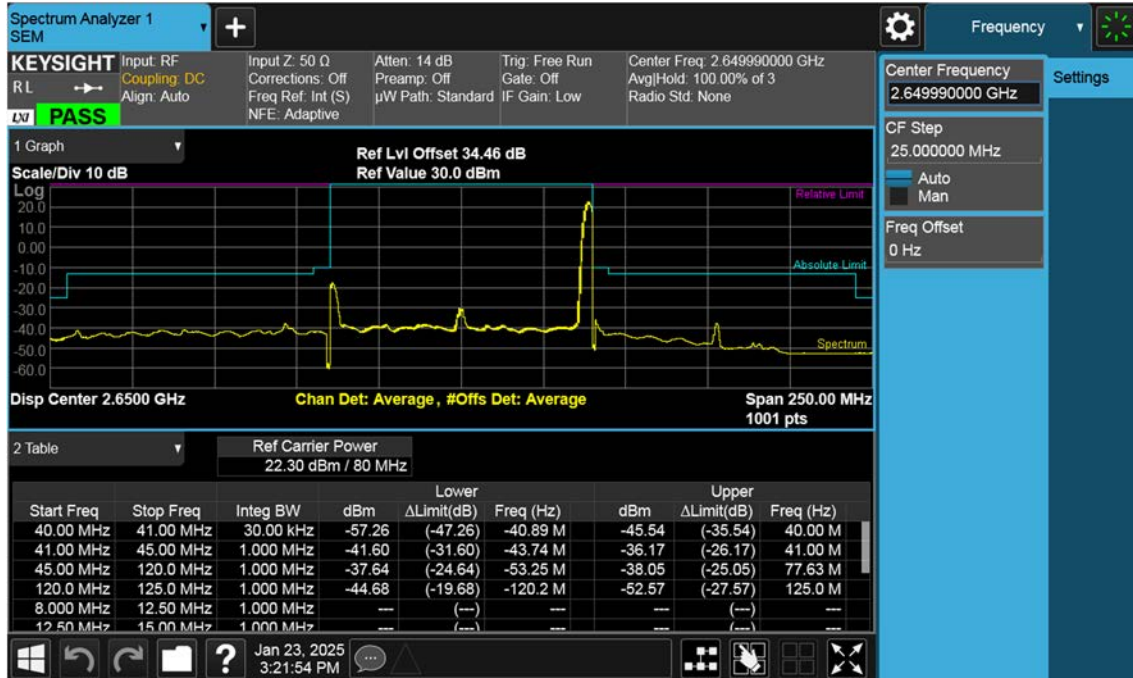 Spectrum Analyzer 1
SEM
Frequency
KEYSIGHT
R L
LXI PASS
Input: RF
Coupling: DC
Align: Auto
Input Z: 50 Ω
Corrections: Off
Freq Ref: Int (S)
NFE: Adaptive
Atten: 14 dB
Preamp: Off
µW Path: Standard
Trig: Free Run
Gate: Off
IF Gain: Low
Center Freq: 2.649990000 GHz
Avg|Hold: 100.00% of 3
Radio Std: None
Center Frequency
2.649990000 GHz
Settings
CF Step
25.000000 MHz
Auto
Man
Freq Offset
0 Hz
1 Graph
Scale/Div 10 dB
Ref Lvl Offset 34.46 dB
Ref Value 30.0 dBm
Log
20.0
10.0
0.00
-10.0
-20.0
-30.0
-40.0
-50.0
-60.0
Relative Limit
Absolute Limit
Spectrum
Disp Center 2.6500 GHz
Chan Det: Average, #Offs Det: Average
Span 250.00 MHz
1001 pts
2 Table
Ref Carrier Power
22.30 dBm / 80 MHz
Lower Upper
Start Freq Stop Freq Integ BW dBm ΔLimit(dB) Freq (Hz) dBm ΔLimit(dB) Freq (Hz)
40.00 MHz 41.00 MHz 30.00 kHz -57.26 (-47.26) -40.89 M -45.54 (-35.54) 40.00 M
41.00 MHz 45.00 MHz 1.000 MHz -41.60 (-31.60) -43.74 M -36.17 (-26.17) 41.00 M
45.00 MHz 120.0 MHz 1.000 MHz -37.64 (-24.64) -53.25 M -38.05 (-25.05) 77.63 M
120.0 MHz 125.0 MHz 1.000 MHz -44.68 (-19.68) -120.2 M -52.57 (-27.57) 125.0 M
8.000 MHz 12.50 MHz 1.000 MHz --- (---) --- --- (---) ---
12.50 MHz 15.00 MHz 1.000 MHz --- (---) --- --- (---) ---
?
Jan 23, 2025
3:21:54 PM